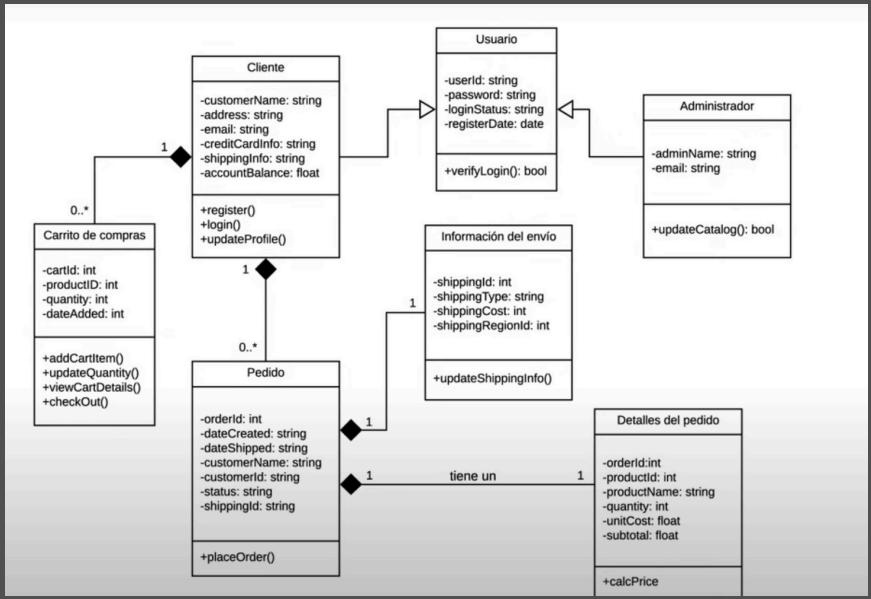 Usuario
-userId: string
-password: string
-loginStatus: string
-registerDate: date
+verifyLogin(): bool
Cliente
-customerName: string
-address: string
-email: string
-creditCardInfo: string
-shippingInfo: string
-accountBalance: float
+register()
+login()
+updateProfile()
Administrador
-adminName: string
-email: string
+updateCatalog(): bool
1
0..*
Carrito de compras
-cartId: int
-productID: int
-quantity: int
-dateAdded: int
+addCartItem()
+updateQuantity()
+viewCartDetails()
+checkOut()
1
0..*
Información del envío
-shippingId: int
-shippingType: string
-shippingCost: int
-shippingRegionId: int
+updateShippingInfo()
1
1
Pedido
-orderId: int
-dateCreated: string
-dateShipped: string
-customerName: string
-customerId: string
-status: string
-shippingId: string
+placeOrder()
1
tiene un
1
Detalles del pedido
-orderId:int
-productId: int
-productName: string
-quantity: int
-unitCost: float
-subtotal: float
+calcPrice